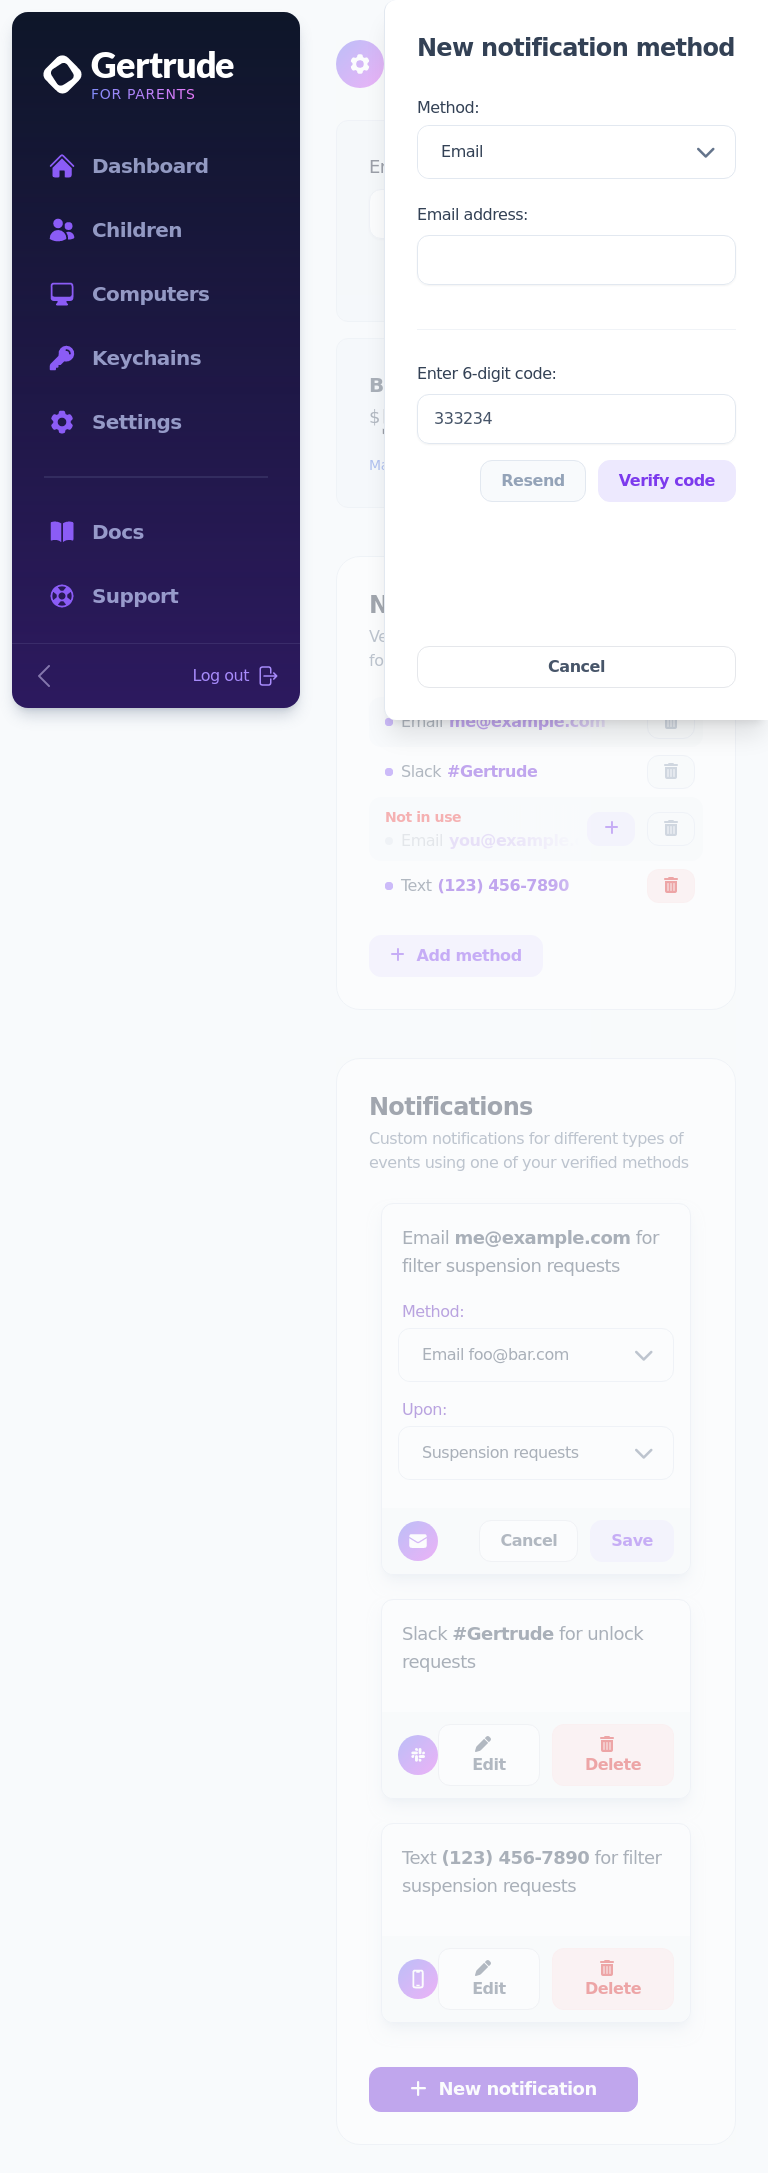 Gertrude
FOR PARENTS
Dashboard
Children
Computers
Keychains
Settings
Docs
Support
Log out
New notification method
Method:
Email
Email address:
Enter 6-digit code:
333234
Resend
Verify code
Cancel
$
Email me@example.com
Slack #Gertrude
Not in use
Email you@example
Text (123) 456-7890
Add method
Notifications
Custom notifications for different types of
events using one of your verified methods
Email me@example.com for
filter suspension requests
Method:
Email foo@bar.com
Upon:
Suspension requests
Cancel
Save
Slack #Gertrude for unlock
requests
Edit
Delete
Text (123) 456-7890 for filter
suspension requests
Edit
Delete
New notification